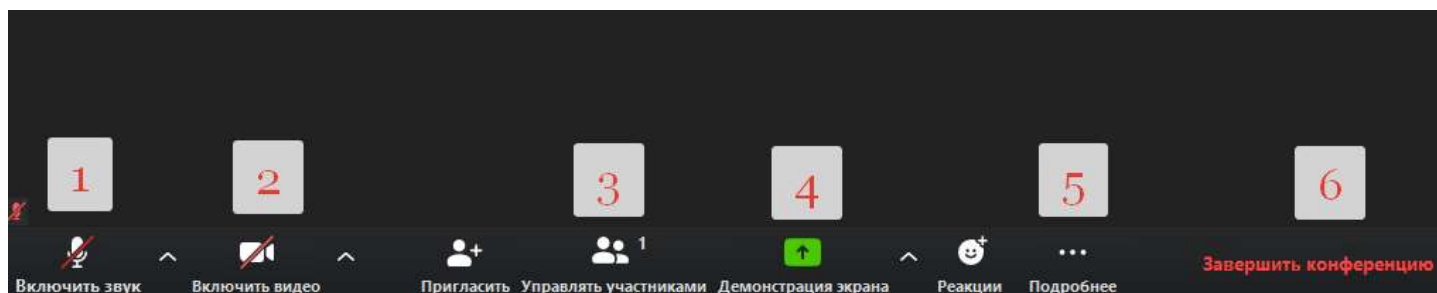 1 2 3 4 5 6
1
Завершить конференцию
Включить звук Включить видео Пригласить Управлять участниками Демонстрация экрана Реакции Подробнее